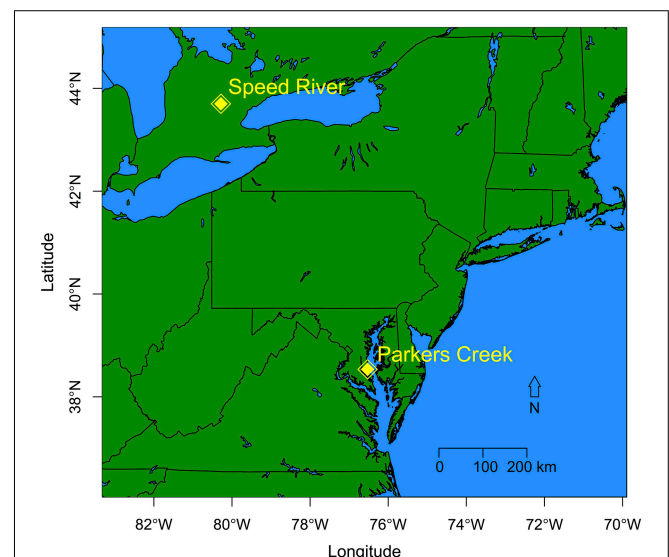 44°N
Speed River
42°N
Latitude
40°N
Parkers Creek
38°N
N
0 100 200 km
82°W 80°W 78°W 76°W 74°W 72°W 70°W
Longitude